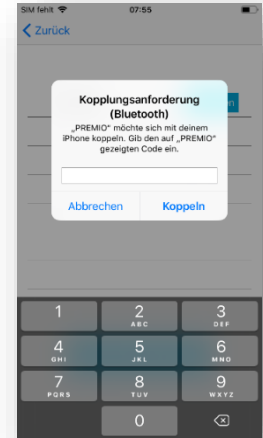 SIM fehlt 07:55
Zurück
en
Kopplungsanforderung
(Bluetooth)
„PREMIO" möchte sich mit deinem
iPhone koppeln. Gib den auf „PREMIO"
gezeigten Code ein.
Abbrechen Koppeln
1 2 3
ABC DEF
4 5 6
GHI JKL MNO
7 8 9
PQRS TUV WXYZ
0